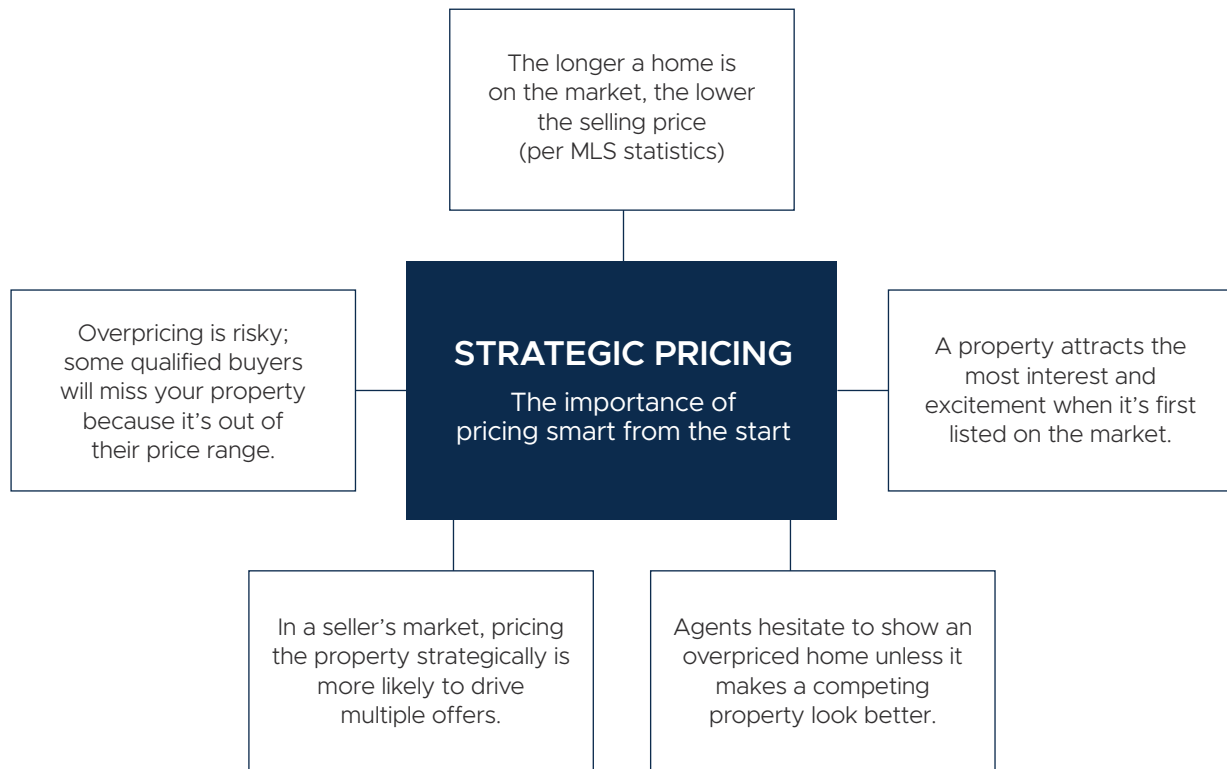 The longer a home is
on the market, the lower
the selling price
(per MLS statistics)
Overpricing is risky;
some qualified buyers
will miss your property
because it’s out of
their price range.
STRATEGIC PRICING
The importance of
pricing smart from the start
A property attracts the
most interest and
excitement when it’s first
listed on the market.
In a seller’s market, pricing
the property strategically is
more likely to drive
multiple offers.
Agents hesitate to show an
overpriced home unless it
makes a competing
property look better.